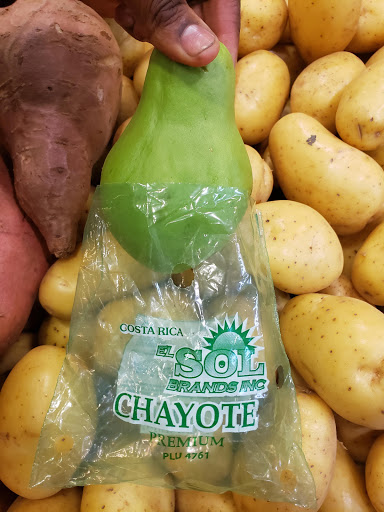 COSTA RICA
EL SOL
BRANDS INC
CHAYOTE
PREMIUM
PLU 4761